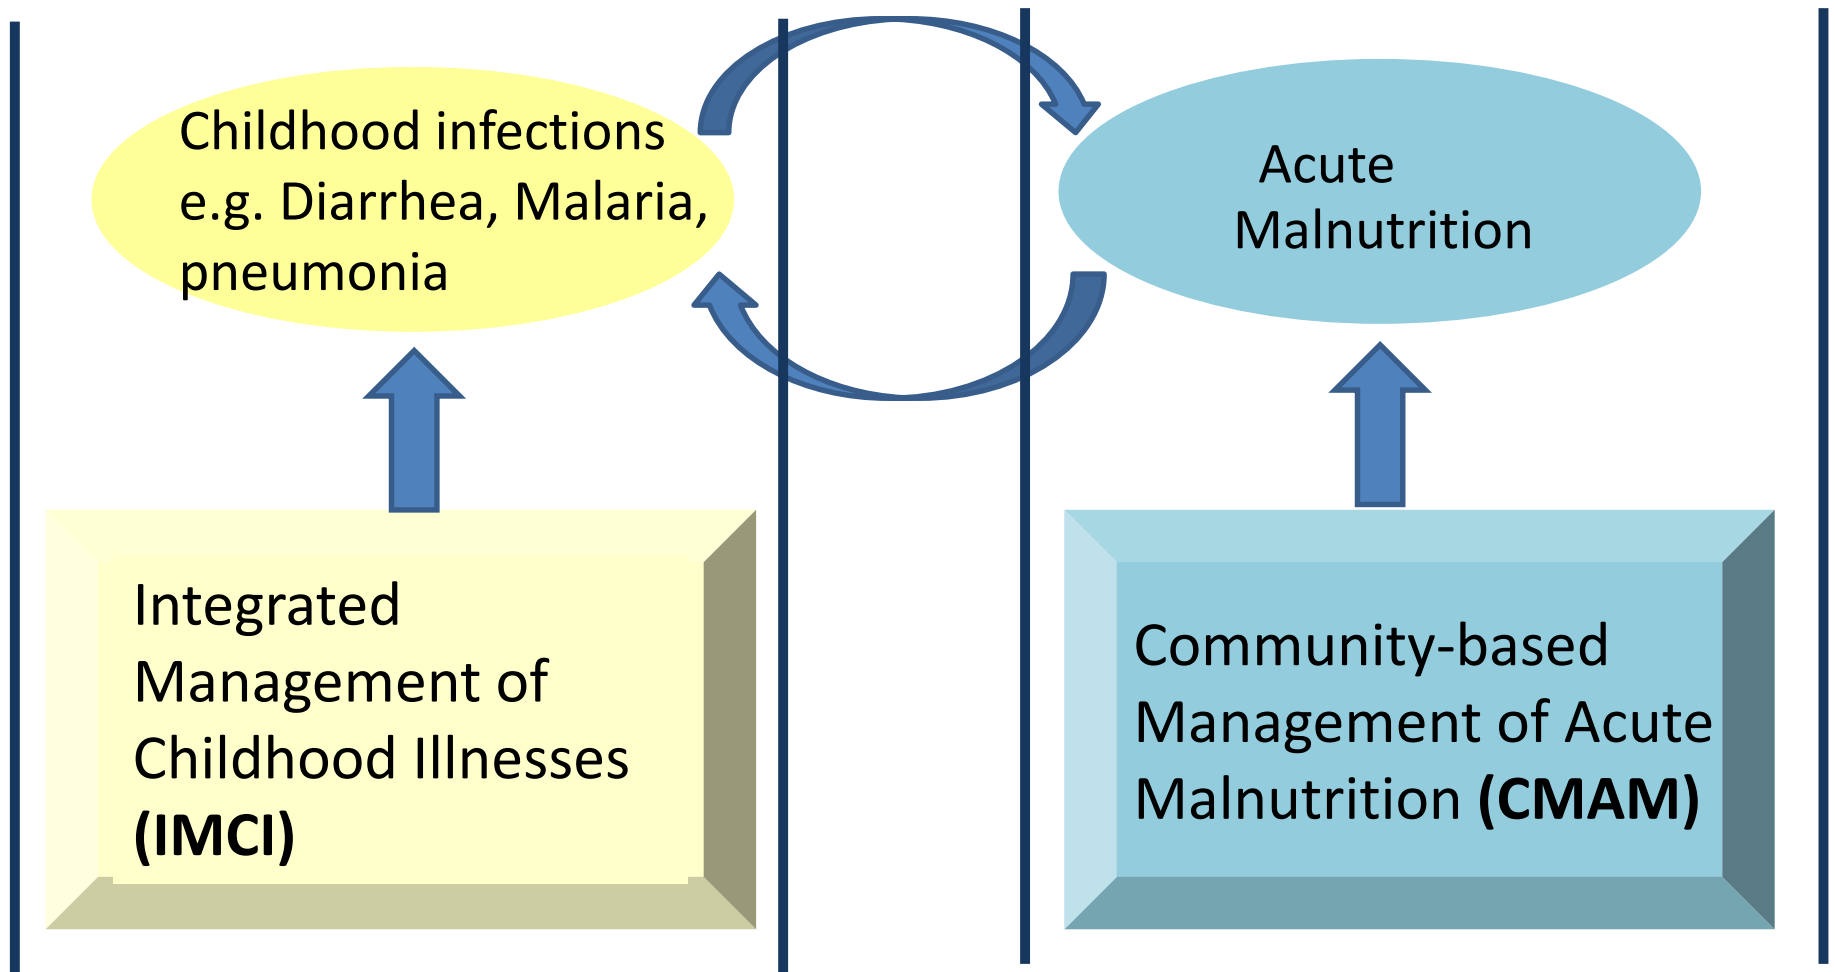 Childhood infections
e.g. Diarrhea, Malaria,
pneumonia
Acute
Malnutrition
Integrated
Management of
Childhood Illnesses
(IMCI)
Community-based
Management of Acute
Malnutrition (CMAM)